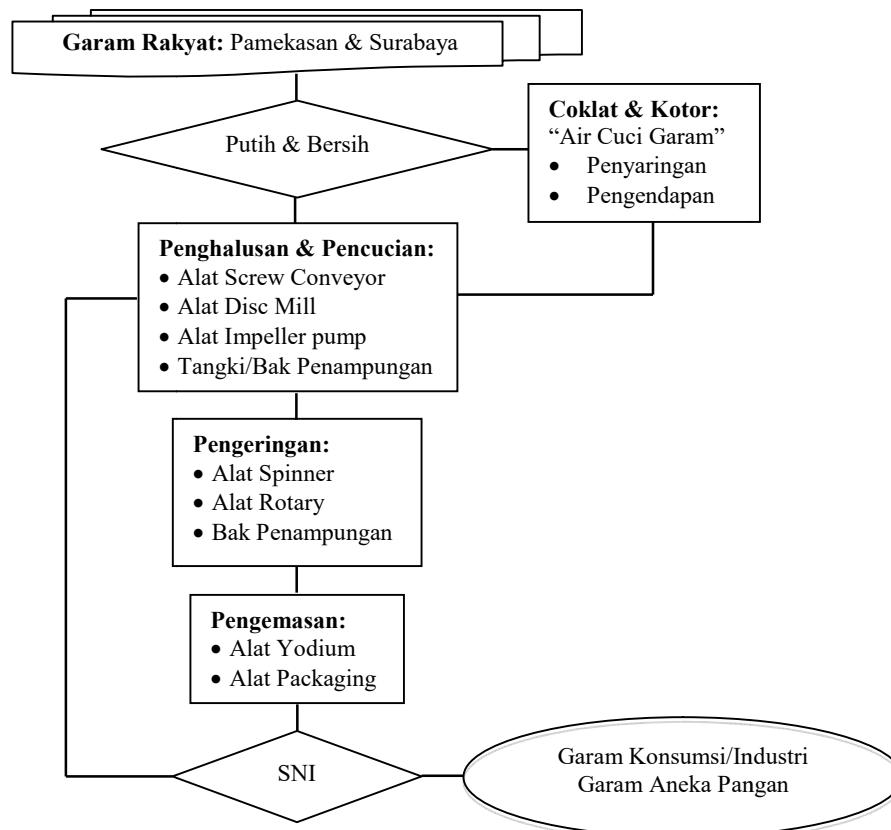 Garam Rakyat: Pamekasan & Surabaya
Putih & Bersih
Coklat & Kotor:
“Air Cuci Garam”
• Penyaringan
• Pengendapan
Penghalusan & Pencucian:
• Alat Screw Conveyor
• Alat Disc Mill
• Alat Impeller pump
• Tangki/Bak Penampungan
Pengeringan:
• Alat Spinner
• Alat Rotary
• Bak Penampungan
Pengemasan:
• Alat Yodium
• Alat Packaging
SNI
Garam Konsumsi/Industri
Garam Aneka Pangan